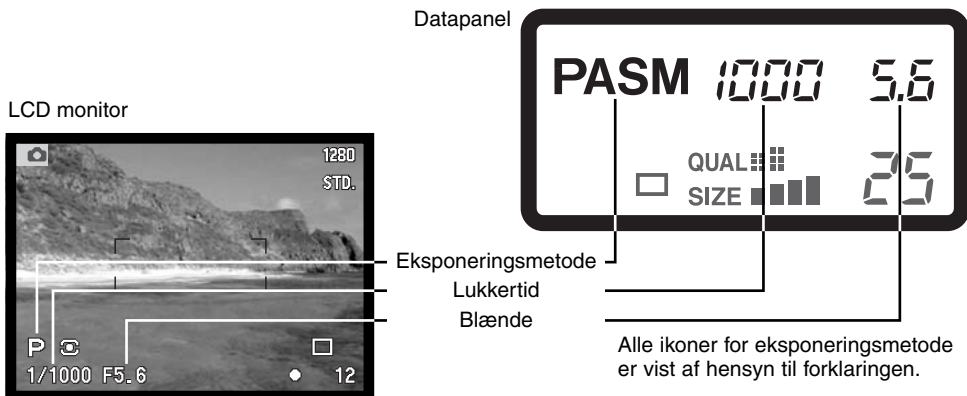 Datapanel
PASM 1000 5.6
QUAL
SIZE
25
LCD monitor
1280
STD.
P
1/1000 F5.6
12
Eksponeringsmetode
Lukkertid
Blænde
Alle ikoner for eksponeringsmetode
er vist af hensyn til forklaringen.